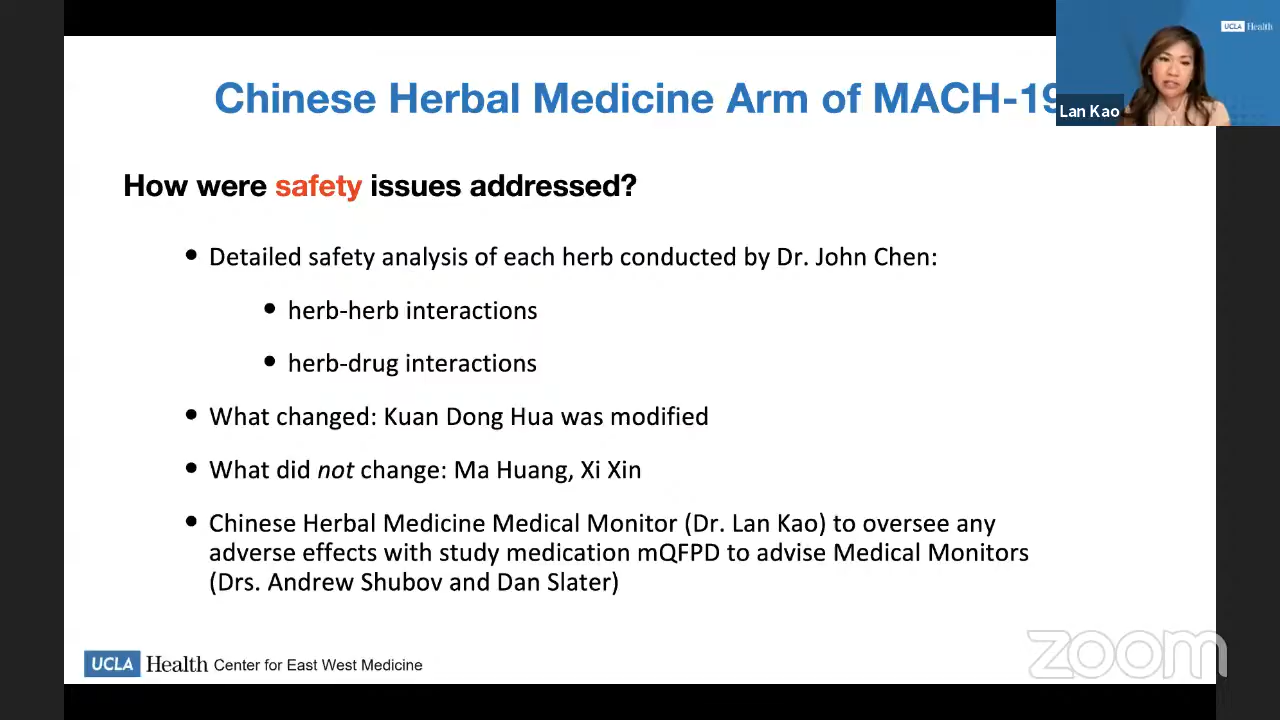 UCLA Health
Lan Kao
Chinese Herbal Medicine Arm of MACH-19
How were safety issues addressed?
• Detailed safety analysis of each herb conducted by Dr. John Chen:
• herb-herb interactions
• herb-drug interactions
• What changed: Kuan Dong Hua was modified
• What did not change: Ma Huang, Xi Xin
• Chinese Herbal Medicine Medical Monitor (Dr. Lan Kao) to oversee any
adverse effects with study medication mQFPD to advise Medical Monitors
(Drs. Andrew Shubov and Dan Slater)
UCLA Health Center for East West Medicine
zoom